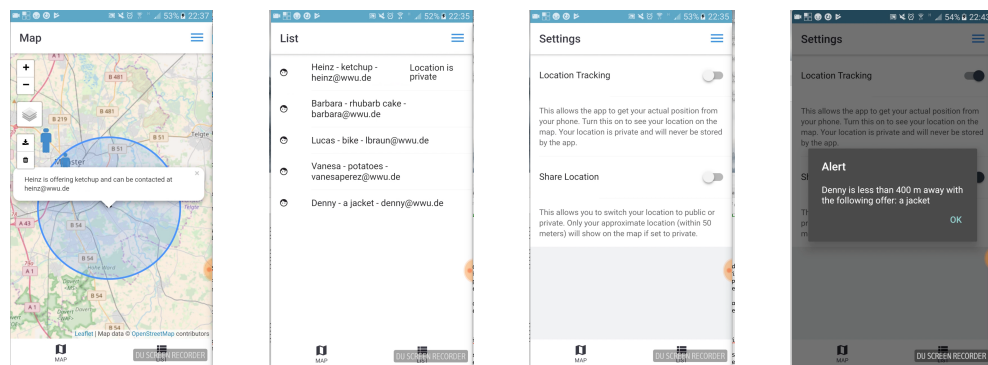 53% 22:37
Map
+
−
A 1
B 481
B 481
B 219
B 51
Telgte
B 51
Münster
Heinz is offering ketchup and can be contacted at
heinz@wwu.de
×
A 43
B 54
B 54
Hohe Ward
A 1
Davert
B 54
A 1
B 54
Leaflet | Map data © OpenStreetMap contributors
MAP
DU SCREEN RECORDER
52% 22:35
List
Heinz - ketchup -
heinz@wwu.de
Location is
private
Barbara - rhubarb cake -
barbara@wwu.de
Lucas - bike - lbraun@wwu.de
Vanesa - potatoes -
vanesaperez@wwu.de
Denny - a jacket - denny@wwu.de
MAP
DU SCREEN RECORDER
53% 22:35
Settings
Location Tracking
This allows the app to get your actual position from
your phone. Turn this on to see your location on the
map. Your location is private and will never be stored
by the app.
Share Location
This allows you to switch your location to public or
private. Only your approximate location (within 50
meters) will show on the map if set to private.
MAP
DU SCREEN RECORDER
54% 22:43
Settings
Location Tracking
This allows the app to get your actual position from
your phone. Turn this on to see your location on the
map. Your location is private and will never be stored
by the app.
Alert
Denny is less than 400 m away with
the following offer: a jacket
OK
MAP
DU SCREEN RECORDER